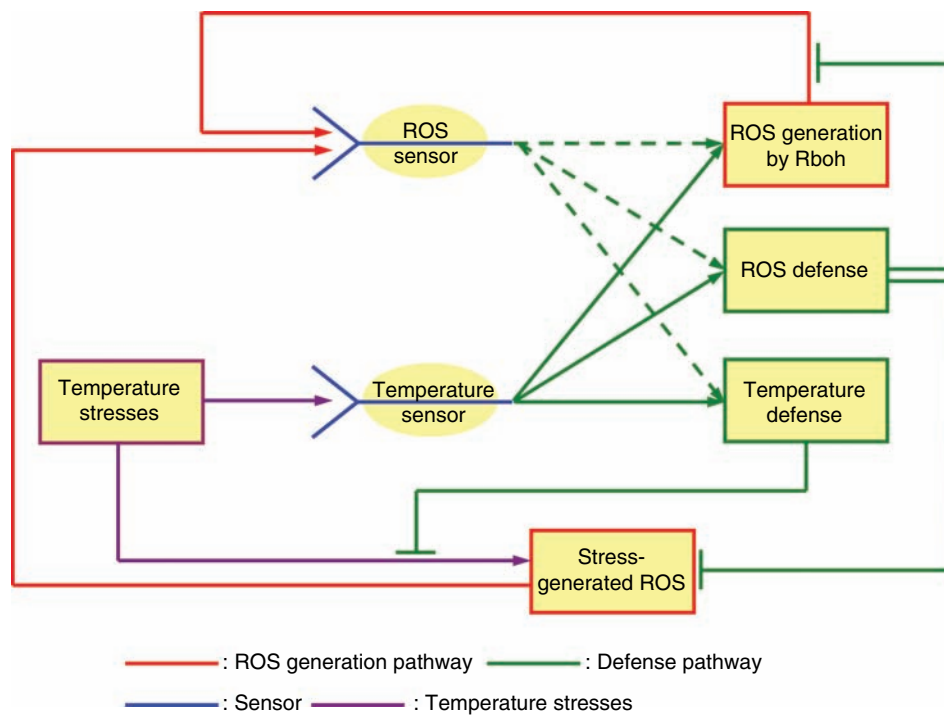 ROS
sensor
ROS generation
by Rboh
ROS defense
Temperature
stresses
Temperature
sensor
Temperature
defense
Stress-
generated ROS
: ROS generation pathway
: Defense pathway
: Sensor
: Temperature stresses